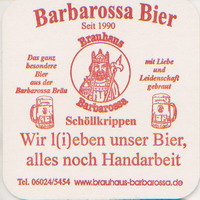 Barbarossa Bier
Seit 1990
Brauhaus
Das ganz
besondere
Bier
aus der
Barbarossa Bräu
mit Liebe
und
Leidenschaft
gebraut
Barbarossa
Schöllkrippen
Wir l(i)eben unser Bier,
alles noch Handarbeit
Tel. 06024/5454 www.brauhaus-barbarossa.de